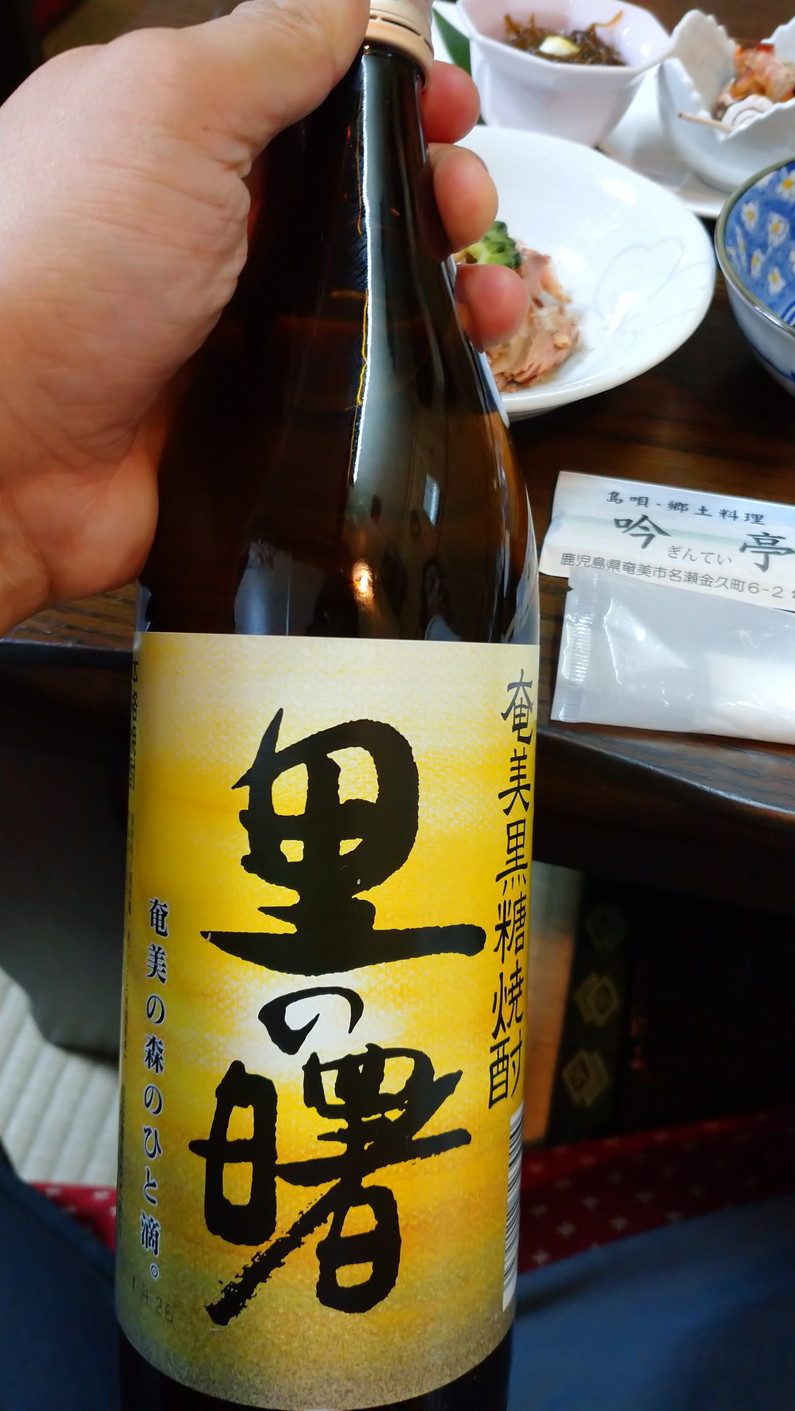 島唄・郷土料理
吟亭
ぎんてい
鹿児島県奄美市名瀬金久町6-2
奄美黒糖焼酎
里の曙
奄美の森のひと滴。